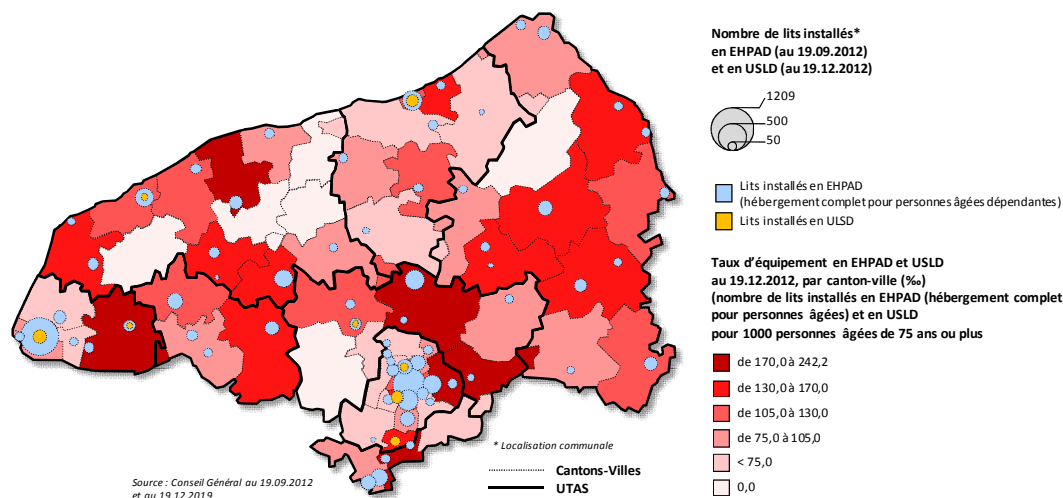 Nombre de lits installés*
en EHPAD (au 19.09.2012)
et en USLD (au 19.12.2012)
1209
500
50
Lits installés en EHPAD
(hébergement complet pour personnes âgées dépendantes)
Lits installés en ULSD
Taux d'équipement en EHPAD et USLD
au 19.12.2012, par canton-ville (‰)
(nombre de lits installés en EHPAD (hébergement complet
pour personnes âgées) et en USLD
pour 1000 personnes âgées de 75 ans ou plus
de 170,0 à 242,2
de 130,0 à 170,0
de 105,0 à 130,0
de 75,0 à 105,0
< 75,0
0,0
* Localisation communale
Cantons-Villes
UTAS
Source : Conseil Général au 19.09.2012
et au 19.12.2019